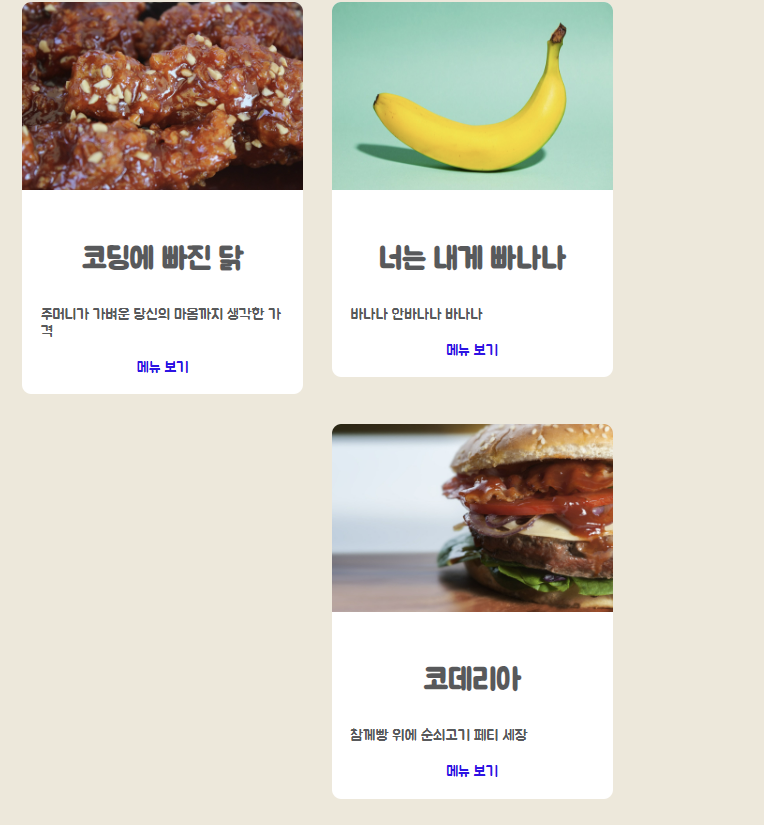 코딩에 빠진 닭
주머니가 가벼운 당신의 마음까지 생각한 가
격
메뉴 보기
너는 내게 빠나나
바나나 안바나나 바나나
메뉴 보기
코데리아
참깨빵 위에 순쇠고기 패티 세장
메뉴 보기